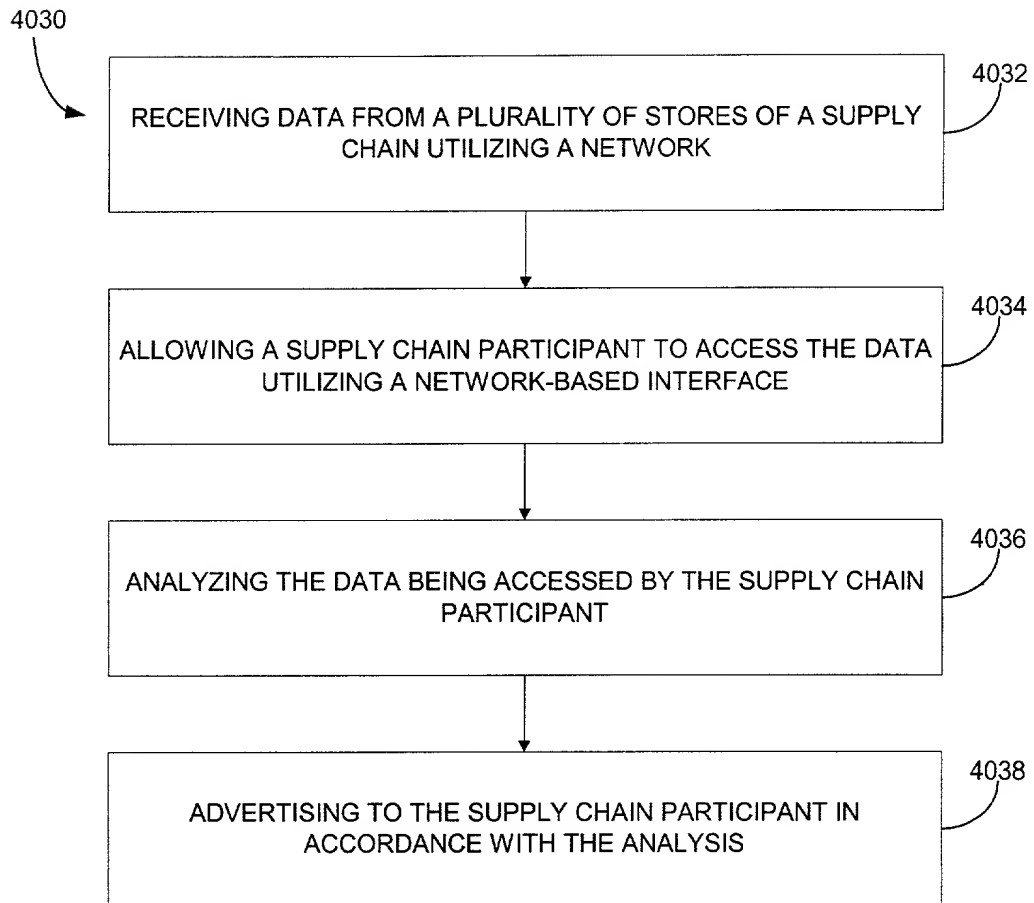 4030
4032
RECEIVING DATA FROM A PLURALITY OF STORES OF A SUPPLY
CHAIN UTILIZING A NETWORK
4034
ALLOWING A SUPPLY CHAIN PARTICIPANT TO ACCESS THE DATA
UTILIZING A NETWORK-BASED INTERFACE
4036
ANALYZING THE DATA BEING ACCESSED BY THE SUPPLY CHAIN
PARTICIPANT
4038
ADVERTISING TO THE SUPPLY CHAIN PARTICIPANT IN
ACCORDANCE WITH THE ANALYSIS